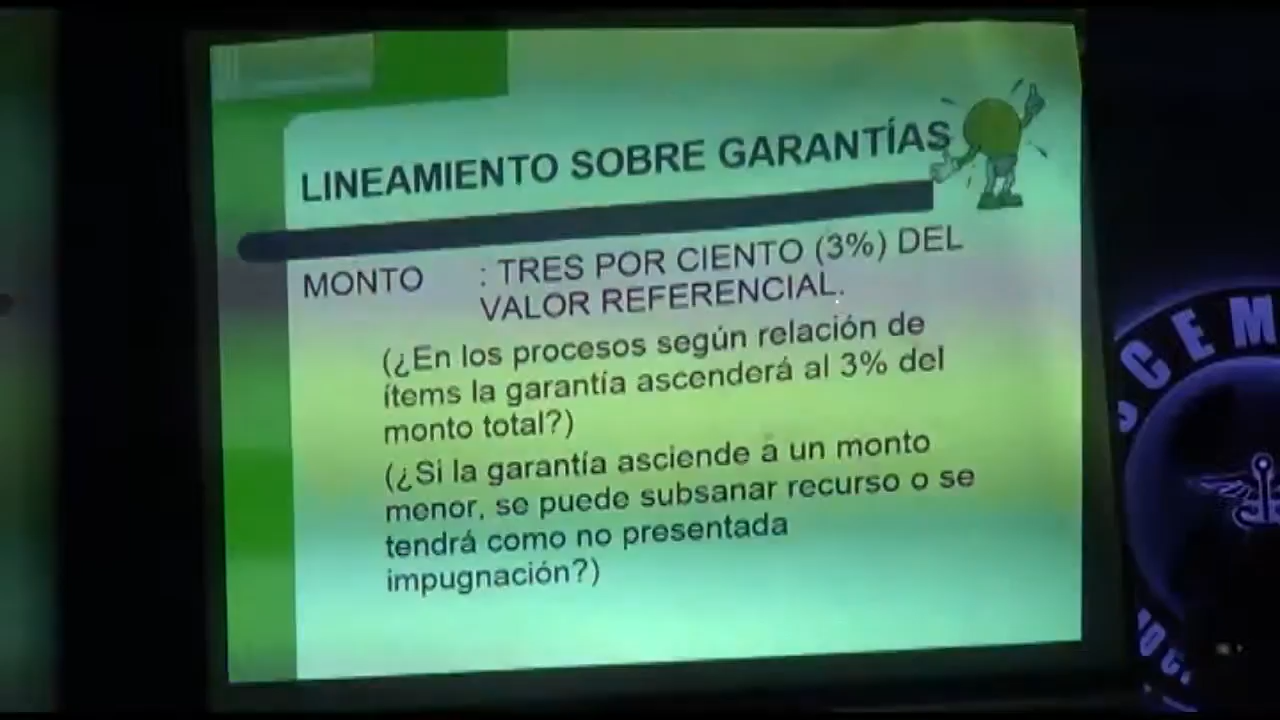 LINEAMIENTO SOBRE GARANTÍAS
MONTO : TRES POR CIENTO (3%) DEL
VALOR REFERENCIAL.
(¿En los procesos según relación de
ítems la garantía ascenderá al 3% del
monto total?)
(¿Si la garantía asciende a un monto
menor, se puede subsanar recurso o se
tendrá como no presentada
impugnación?)